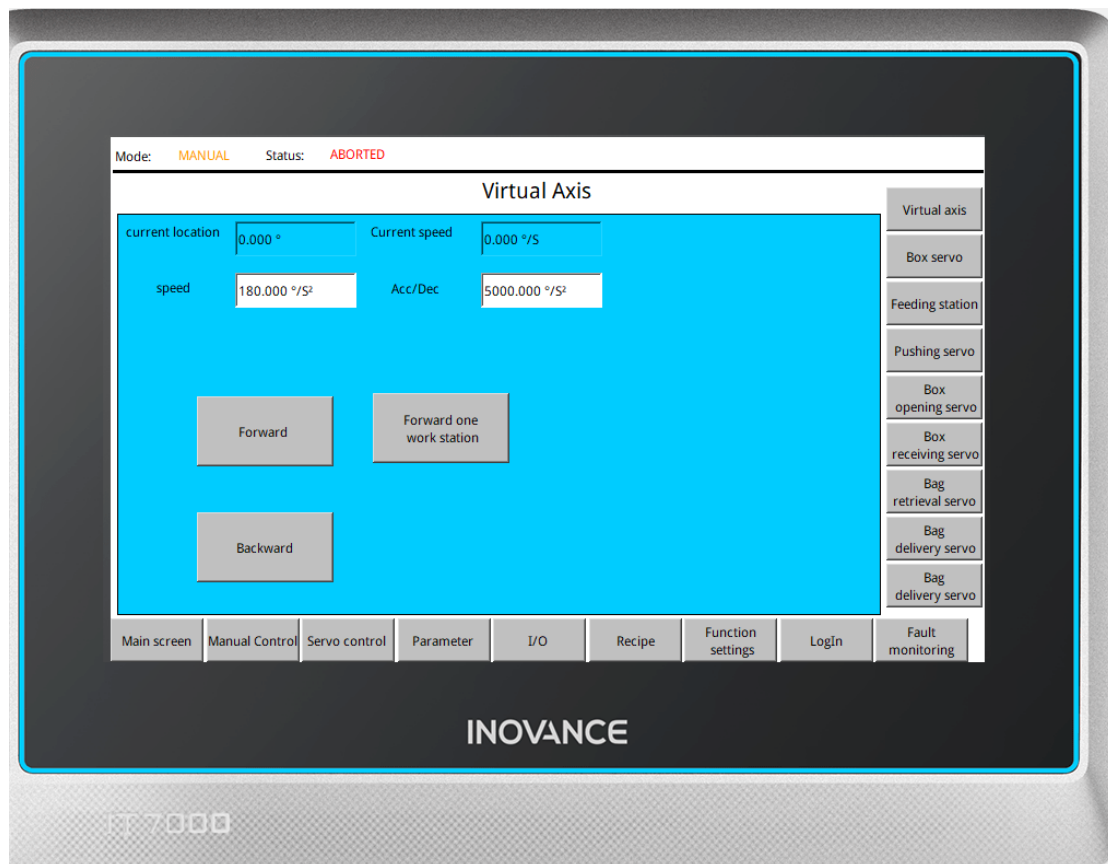 Mode: MANUAL Status: ABORTED
Virtual Axis
current location 0.000 ° Current speed 0.000 °/S
speed 180.000 °/S² Acc/Dec 5000.000 °/S²
Forward
Forward one
work station
Backward
Virtual axis
Box servo
Feeding station
Pushing servo
Box
opening servo
Box
receiving servo
Bag
retrieval servo
Bag
delivery servo
Bag
delivery servo
Main screen
Manual Control
Servo control
Parameter
I/O
Recipe
Function
settings
LogIn
Fault
monitoring
INOVANCE
IT 7000